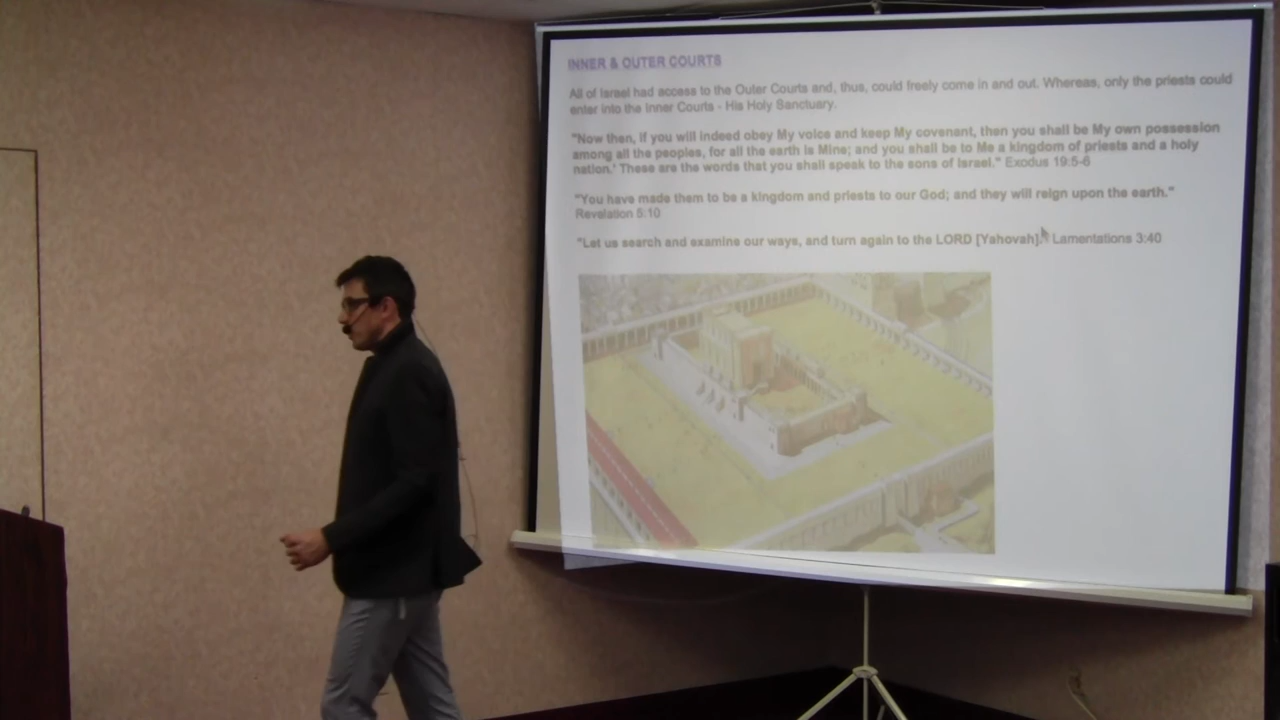 INNER & OUTER COURTS
All of Israel had access to the Outer Courts and, thus, could freely come in and out. Whereas, only the priests could
enter into the Inner Courts - His Holy Sanctuary.
"Now then, if you will indeed obey My voice and keep My covenant, then you shall be My own possession
among all the peoples, for all the earth is Mine; and you shall be to Me a kingdom of priests and a holy
nation.' These are the words that you shall speak to the sons of Israel." Exodus 19:5-6
"You have made them to be a kingdom and priests to our God; and they will reign upon the earth."
Revelation 5:10
"Let us search and examine our ways, and turn again to the LORD [Yahovah]." Lamentations 3:40